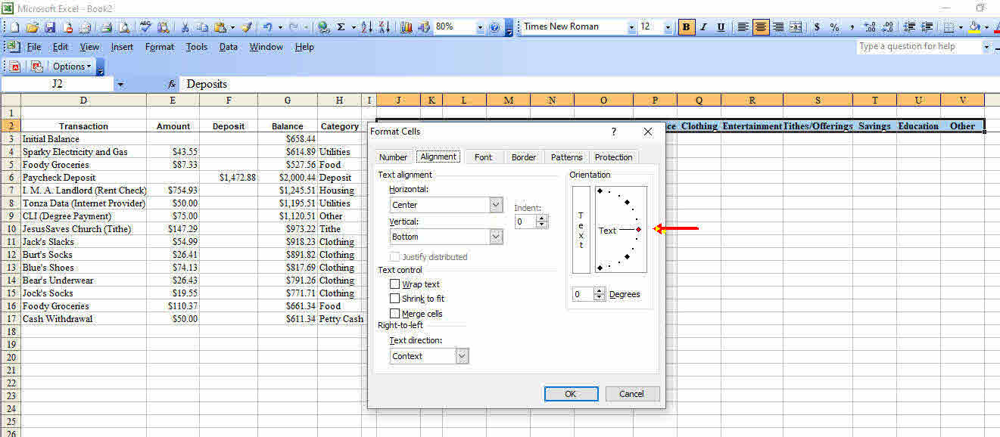 Microsoft Excel - Book2
ABC 80% Times New Roman 12 B I U $ % ,
File Edit View Insert Format Tools Data Window Help Type a question for help
Options
J2 fx Deposits
D E F G H I J K L M N O P Q R S T U V
1
2 Transaction Amount Deposit Balance Category ce Clothing Entertainment Tithes/Offerings Savings Education Other
3 Initial Balance $658.44
4 Sparky Electricity and Gas $43.55 $614.89 Utilities
5 Foody Groceries $87.33 $527.56 Food
6 Paycheck Deposit $1,472.88 $2,000.44 Deposit
7 I. M. A. Landlord (Rent Check) $754.93 $1,245.51 Housing
8 Tonza Data (Internet Provider) $50.00 $1,195.51 Utilities
9 CLI (Degree Payment) $75.00 $1,120.51 Other
10 JesusSaves Church (Tithe) $147.29 $973.22 Tithe
11 Jack's Slacks $54.99 $918.23 Clothing
12 Burt's Socks $26.41 $891.82 Clothing
13 Blue's Shoes $74.13 $817.69 Clothing
14 Bear's Underwear $26.43 $791.26 Clothing
15 Jock's Socks $19.55 $771.71 Clothing
16 Foody Groceries $110.37 $661.34 Food
17 Cash Withdrawal $50.00 $611.34 Petty Cash
18
19
20
21
22
23
24
25
26
Format Cells ?
Number Alignment Font Border Patterns Protection
Text alignment
Horizontal:
Center
Indent:
0
Vertical:
Bottom
Justify distributed
Text control
Wrap text
Shrink to fit
Merge cells
Right-to-left
Text direction:
Context
Orientation
Text
Text
0 Degrees
OK Cancel